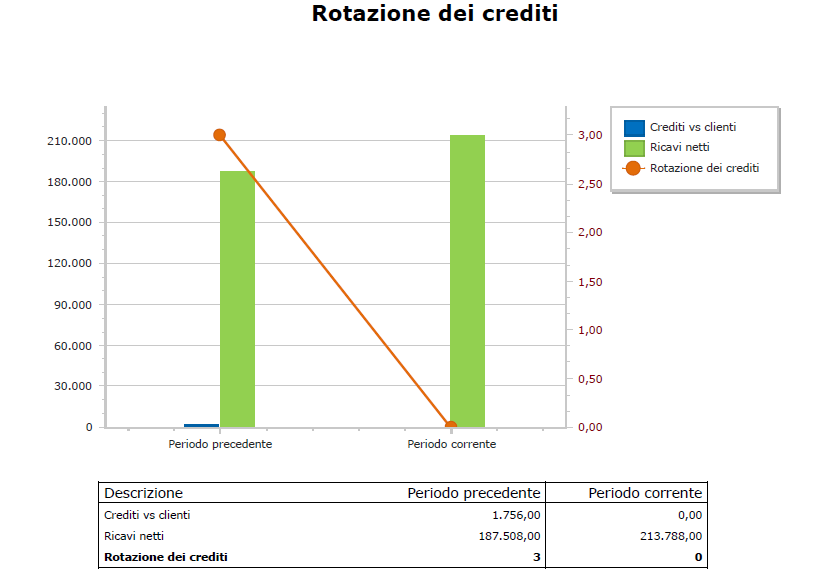 Rotazione dei crediti
210.000
180.000
150.000
120.000
90.000
60.000
30.000
0
3,00
2,50
2,00
1,50
1,00
0,50
0,00
Periodo precedente
Periodo corrente
Crediti vs clienti
Ricavi netti
Rotazione dei crediti
Descrizione Periodo precedente Periodo corrente
Crediti vs clienti 1.756,00 0,00
Ricavi netti 187.508,00 213.788,00
Rotazione dei crediti 3 0